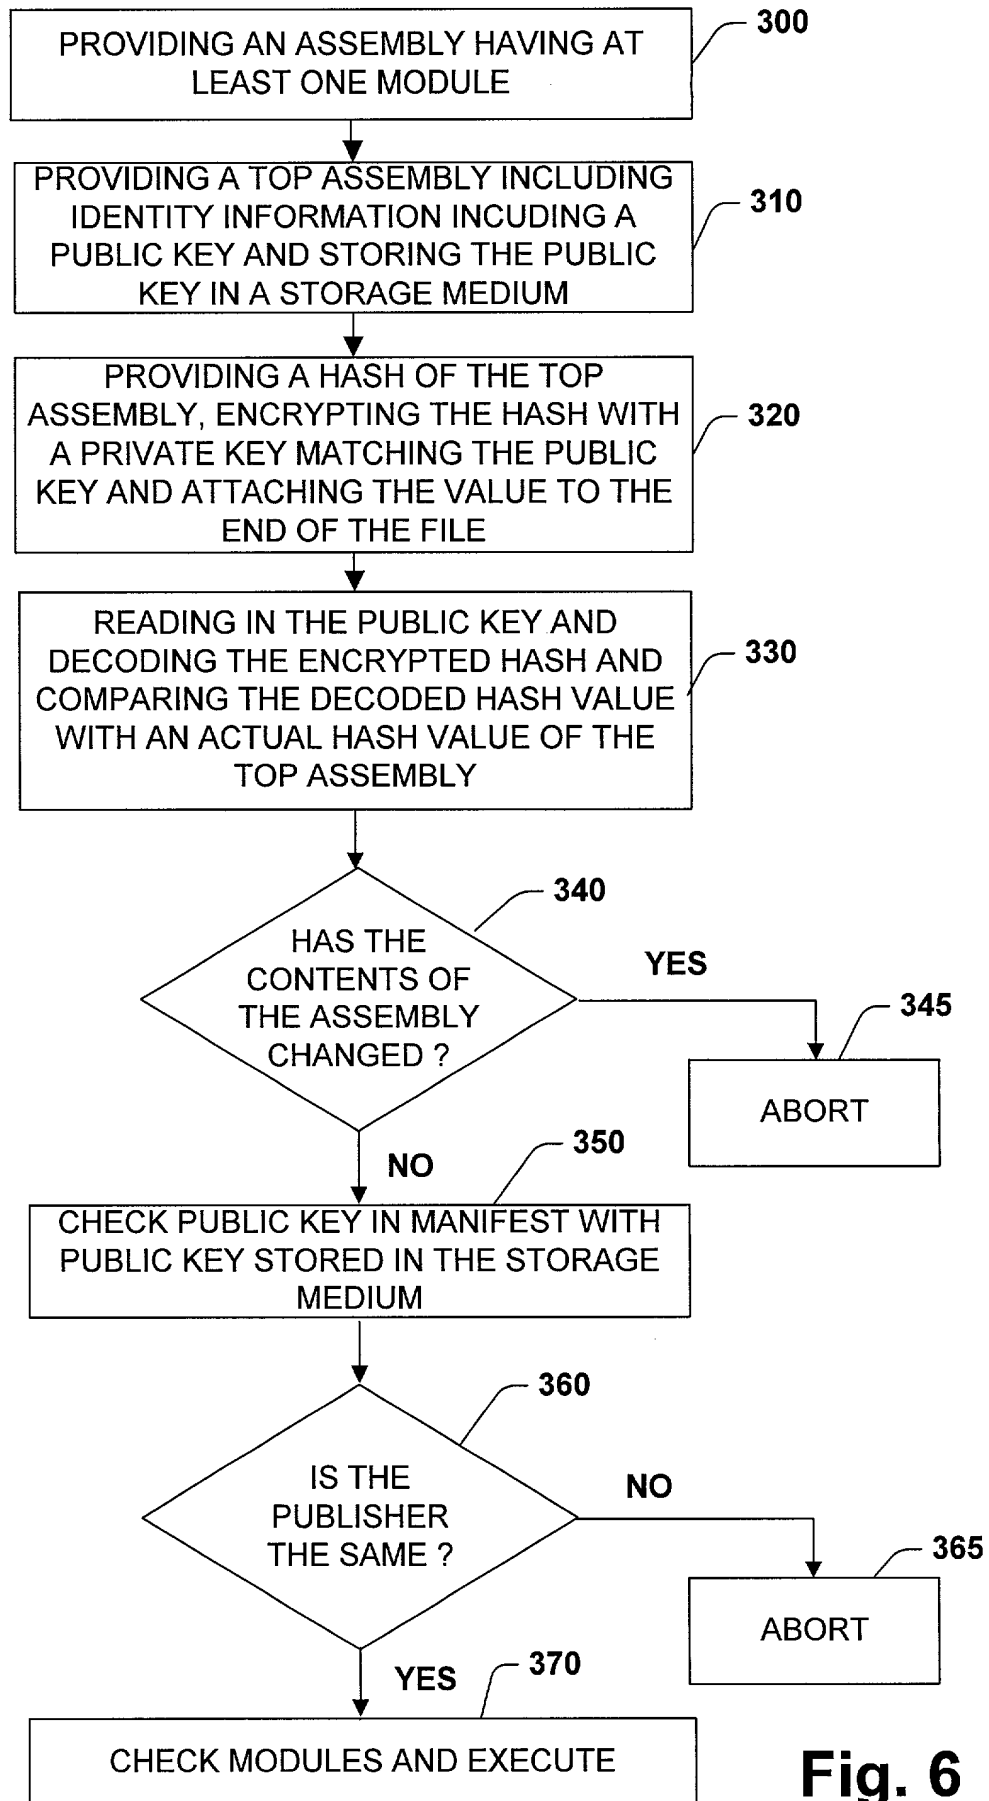 PROVIDING AN ASSEMBLY HAVING AT
LEAST ONE MODULE
300
PROVIDING A TOP ASSEMBLY INCLUDING
IDENTITY INFORMATION INCUDING A
PUBLIC KEY AND STORING THE PUBLIC
KEY IN A STORAGE MEDIUM
310
PROVIDING A HASH OF THE TOP
ASSEMBLY, ENCRYPTING THE HASH WITH
A PRIVATE KEY MATCHING THE PUBLIC
KEY AND ATTACHING THE VALUE TO THE
END OF THE FILE
320
READING IN THE PUBLIC KEY AND
DECODING THE ENCRYPTED HASH AND
COMPARING THE DECODED HASH VALUE
WITH AN ACTUAL HASH VALUE OF THE
TOP ASSEMBLY
330
HAS THE
CONTENTS OF
THE ASSEMBLY
CHANGED ?
340
YES
345
ABORT
NO
350
CHECK PUBLIC KEY IN MANIFEST WITH
PUBLIC KEY STORED IN THE STORAGE
MEDIUM
360
IS THE
PUBLISHER
THE SAME ?
NO
365
ABORT
YES
370
CHECK MODULES AND EXECUTE
Fig. 6